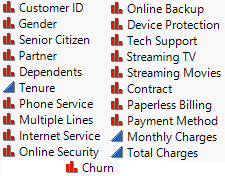 Customer ID
Gender
Senior Citizen
Partner
Dependents
Tenure
Phone Service
Multiple Lines
Internet Service
Online Security
Online Backup
Device Protection
Tech Support
Streaming TV
Streaming Movies
Contract
Paperless Billing
Payment Method
Monthly Charges
Total Charges
Churn